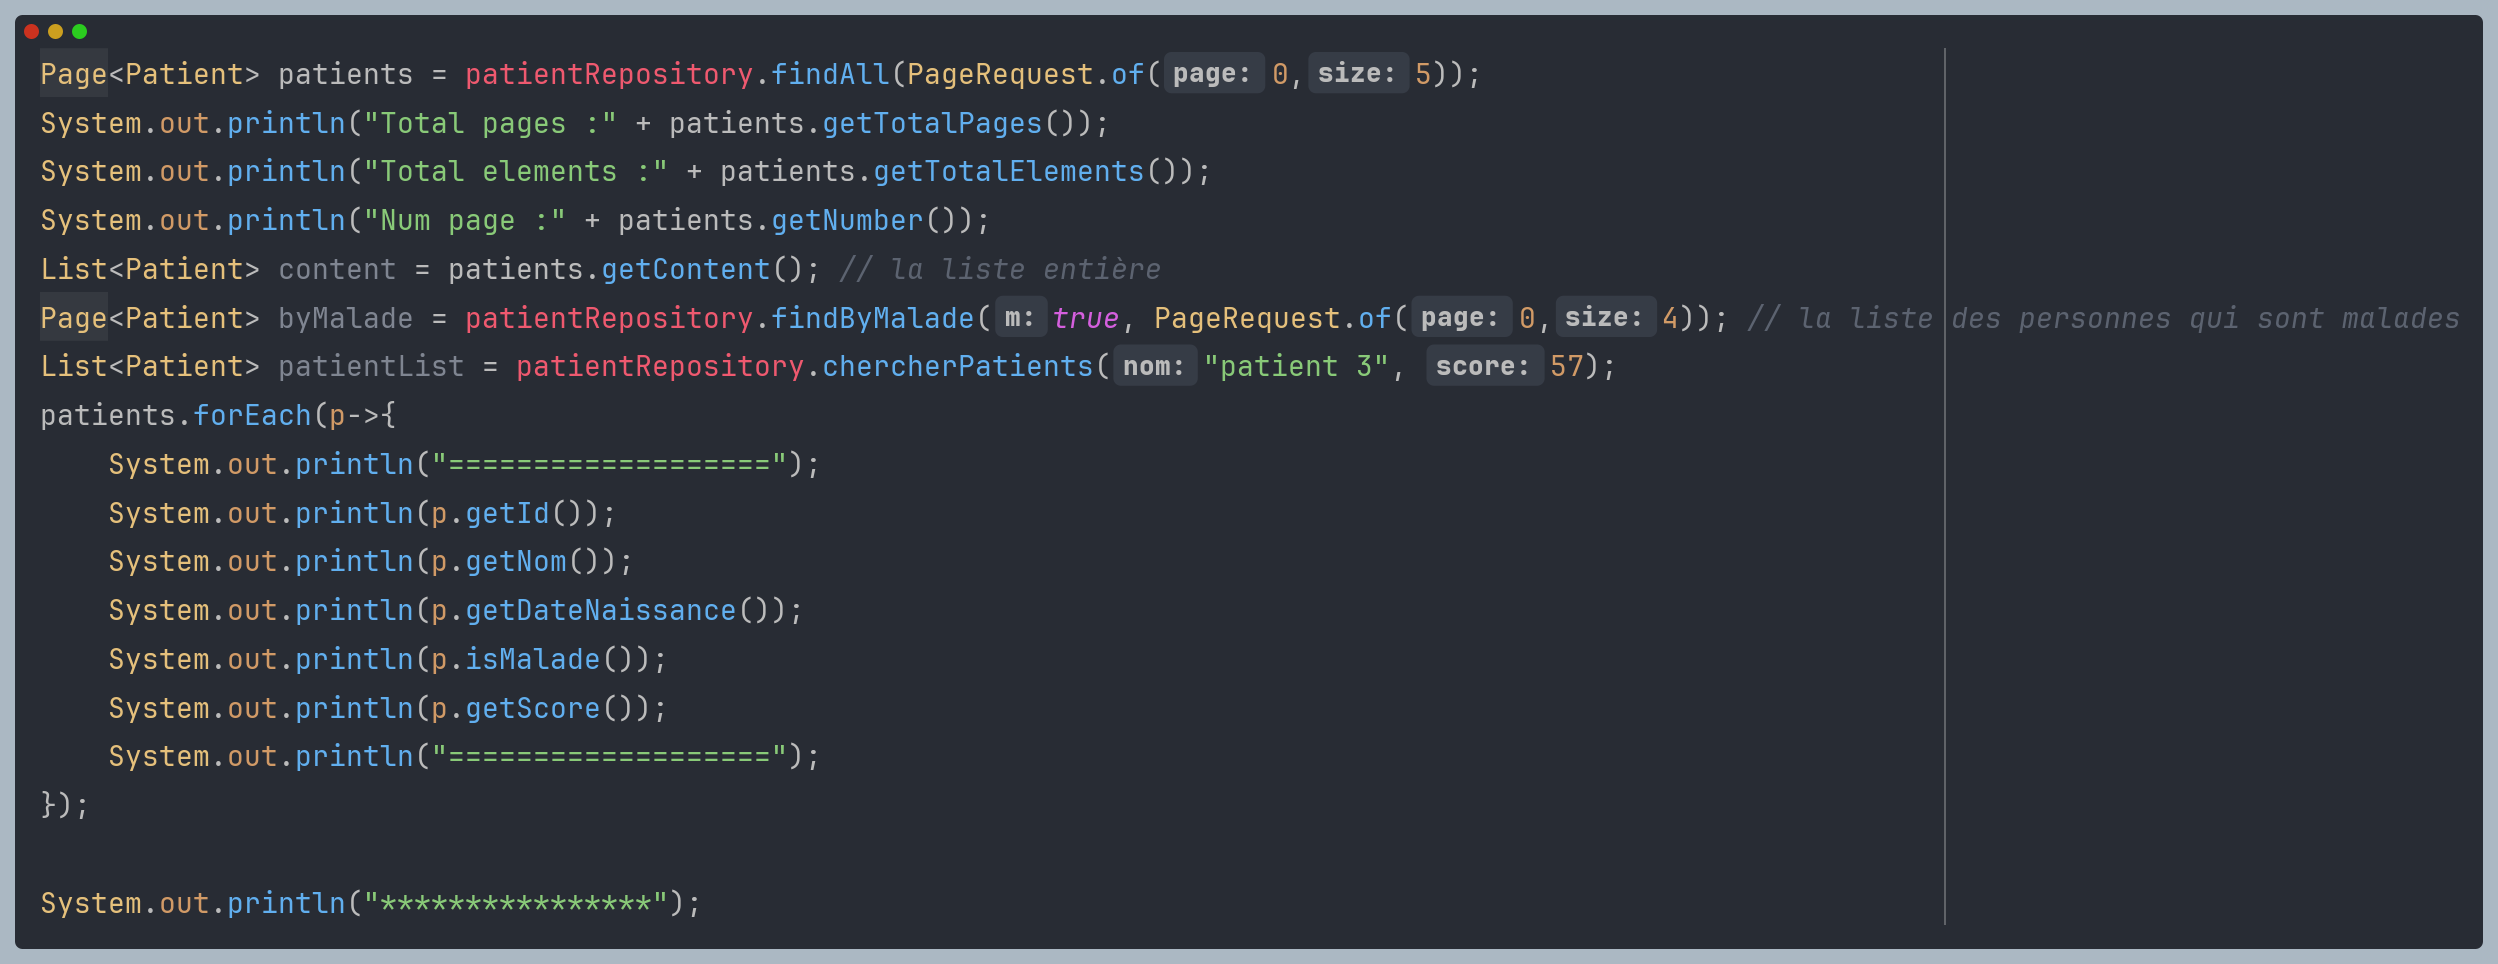 Page<Patient> patients = patientRepository.findAll(PageRequest.of( page: 0, size: 5));
System.out.println("Total pages :" + patients.getTotalPages());
System.out.println("Total elements :" + patients.getTotalElements());
System.out.println("Num page :" + patients.getNumber());
List<Patient> content = patients.getContent(); // la liste entière
Page<Patient> byMalade = patientRepository.findByMalade( m: true, PageRequest.of( page: 0, size: 4)); // la liste des personnes qui sont malades
List<Patient> patientList = patientRepository.chercherPatients( nom: "patient 3", score: 57);
patients.forEach(p->{
    System.out.println("===================");
    System.out.println(p.getId());
    System.out.println(p.getNom());
    System.out.println(p.getDateNaissance());
    System.out.println(p.isMalade());
    System.out.println(p.getScore());
    System.out.println("===================");
});
System.out.println("****************");